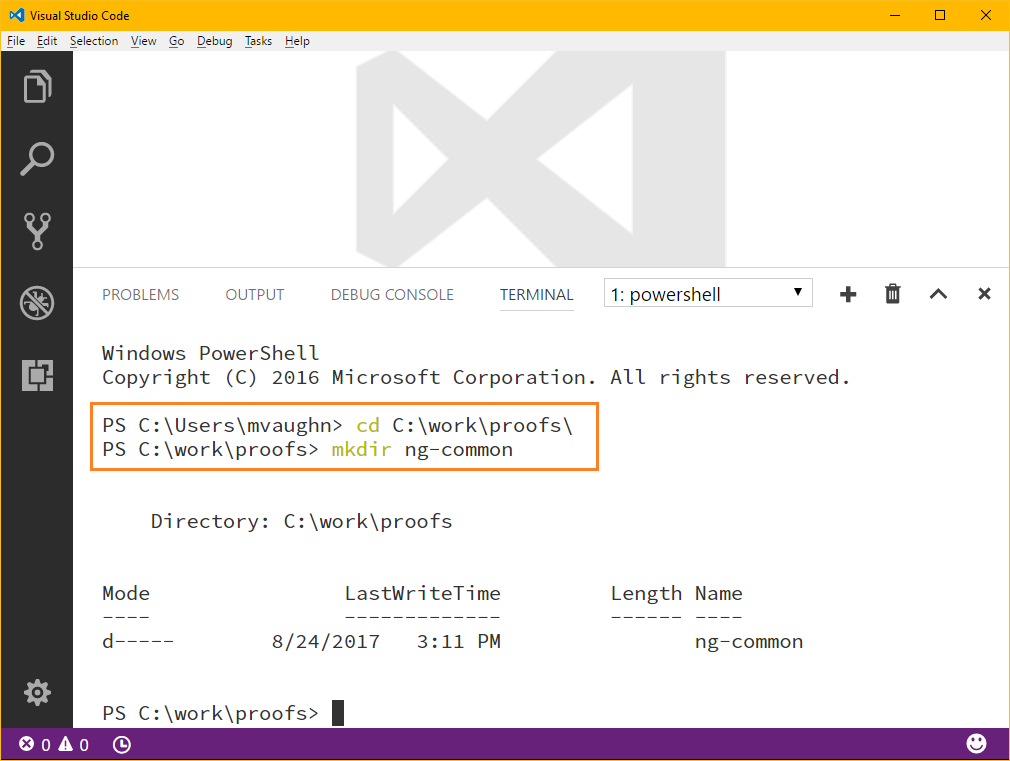 Visual Studio Code
File Edit Selection View Go Debug Tasks Help
PROBLEMS OUTPUT DEBUG CONSOLE TERMINAL 1: powershell
Windows PowerShell
Copyright (C) 2016 Microsoft Corporation. All rights reserved.
PS C:\Users\mvaughn> cd C:\work\proofs\
PS C:\work\proofs> mkdir ng-common
Directory: C:\work\proofs
Mode LastWriteTime Length Name
---- ------------- ------ ----
d----- 8/24/2017 3:11 PM ng-common
PS C:\work\proofs>
0 0